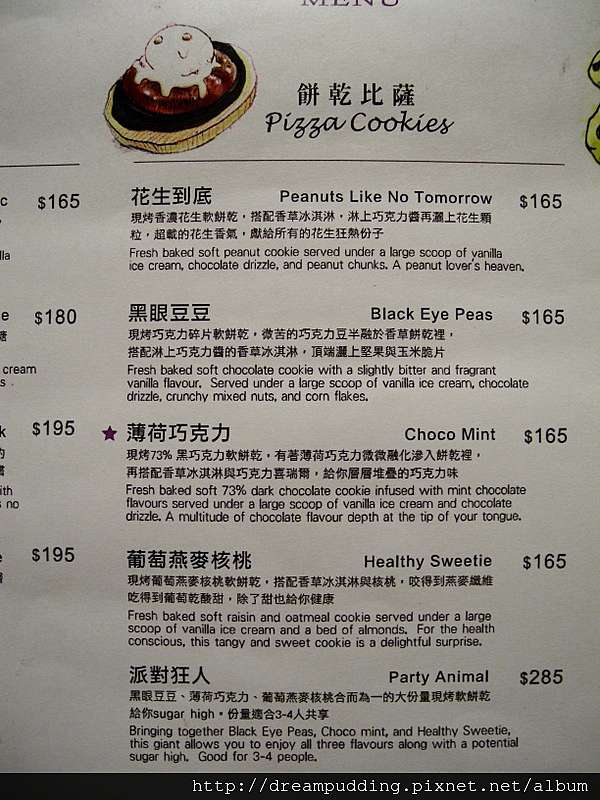 MENU
餅乾比薩
Pizza Cookies
c $165
lla
e $180
糖
cream
s
k $195
的
ith
s no
e $195
花生到底 Peanuts Like No Tomorrow $165
現烤香濃花生軟餅乾，搭配香草冰淇淋，淋上巧克力醬再灑上花生顆
粒，超載的花生香氣，獻給所有的花生狂熱份子
Fresh baked soft peanut cookie served under a large scoop of vanilla
ice cream, chocolate drizzle, and peanut chunks. A peanut lover's heaven.
黑眼豆豆 Black Eye Peas $165
現烤巧克力碎片軟餅乾，微苦的巧克力豆半融於香草餅乾裡，
搭配淋上巧克力醬的香草冰淇淋，頂端灑上堅果與玉米脆片
Fresh baked soft chocolate cookie with a slightly bitter and fragrant
vanilla flavour. Served under a large scoop of vanilla ice cream, chocolate
drizzle, crunchy mixed nuts, and corn flakes.
薄荷巧克力 Choco Mint $165
現烤73% 黑巧克力軟餅乾，有著薄荷巧克力微微融化滲入餅乾裡，
再搭配香草冰淇淋與巧克力喜瑞爾，給你層層堆疊的巧克力味
Fresh baked soft 73% dark chocolate cookie infused with mint chocolate
flavours served under a large scoop of vanilla ice cream and chocolate
drizzle. A multitude of chocolate flavour depth at the tip of your tongue.
葡萄燕麥核桃 Healthy Sweetie $165
現烤葡萄燕麥核桃軟餅乾，搭配香草冰淇淋與核桃，咬得到燕麥纖維
吃得到葡萄乾酸甜，除了甜也給你健康
Fresh baked soft raisin and oatmeal cookie served under a large
scoop of vanilla ice cream and a bed of almonds. For the health
conscious, this tangy and sweet cookie is a delightful surprise.
派對狂人 Party Animal $285
黑眼豆豆、薄荷巧克力、葡萄燕麥核桃合而為一的大份量現烤軟餅乾
給你sugar high。份量適合3-4人共享
Bringing together Black Eye Peas, Choco mint, and Healthy Sweetie,
this giant allows you to enjoy all three flavours along with a potential
sugar high. Good for 3-4 people.
http://dreampudding.pixnet.net/album